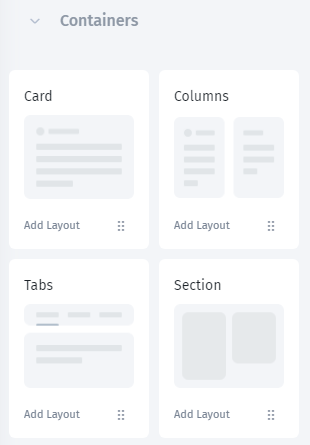 Containers
Card
Columns
Add Layout
Add Layout
Tabs
Section
Add Layout
Add Layout